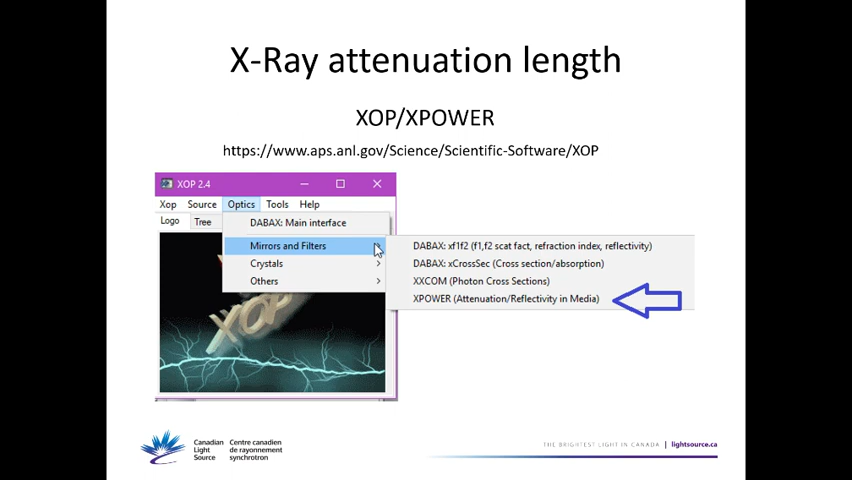 X-Ray attenuation length
XOP/XPOWER
https://www.aps.anl.gov/Science/Scientific-Software/XOP
XOP 2.4
Xop Source Optics Tools Help
Logo Tree
DABAX: Main interface
Mirrors and Filters
Crystals
Others
DABAX: xf1f2 (f1,f2 scat fact, refraction index, reflectivity)
DABAX: xCrossSec (Cross section/absorption)
XXCOM (Photon Cross Sections)
XPOWER (Attenuation/Reflectivity in Media)
XOP
Canadian Centre canadien
Light de rayonnement
Source synchrotron
THE BRIGHTEST LIGHT IN CANADA | lightsource.ca